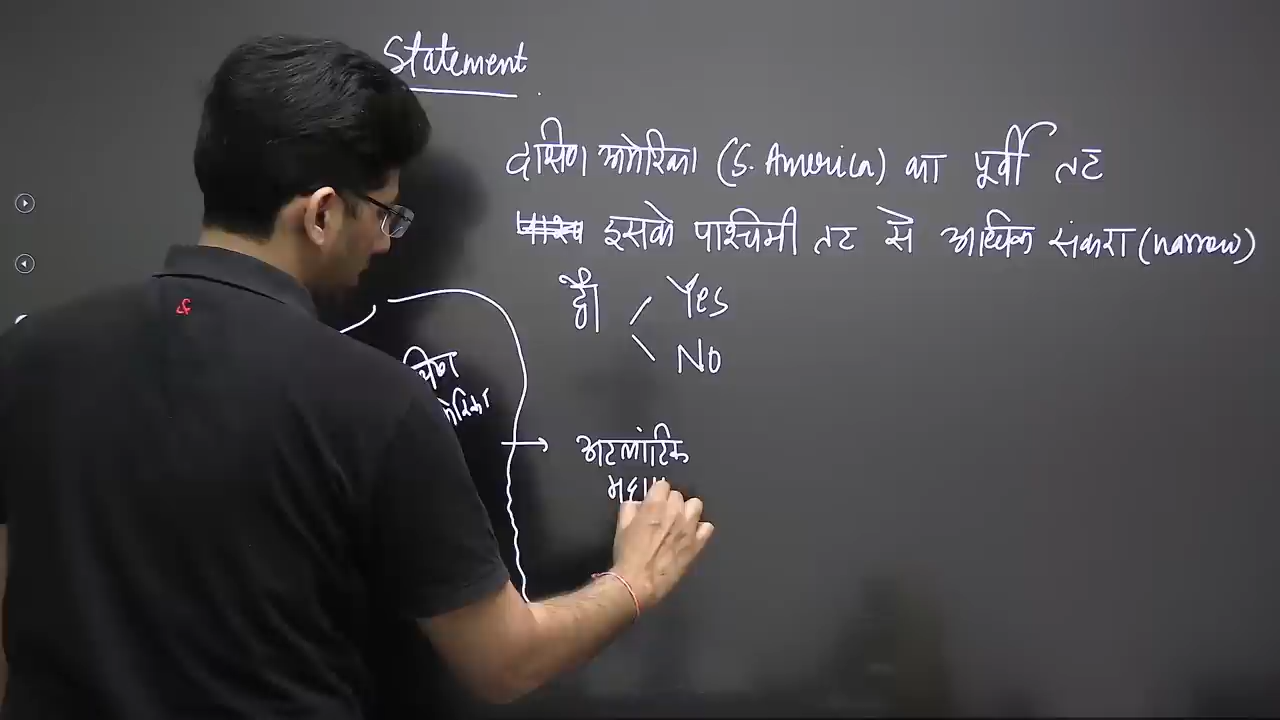 Statement
दक्षिण अमेरिका (S. America) का पूर्वी तट
इसके पश्चिमी तट से अधिक संकरा (narrow)
है। Yes
No
अटलांटिक